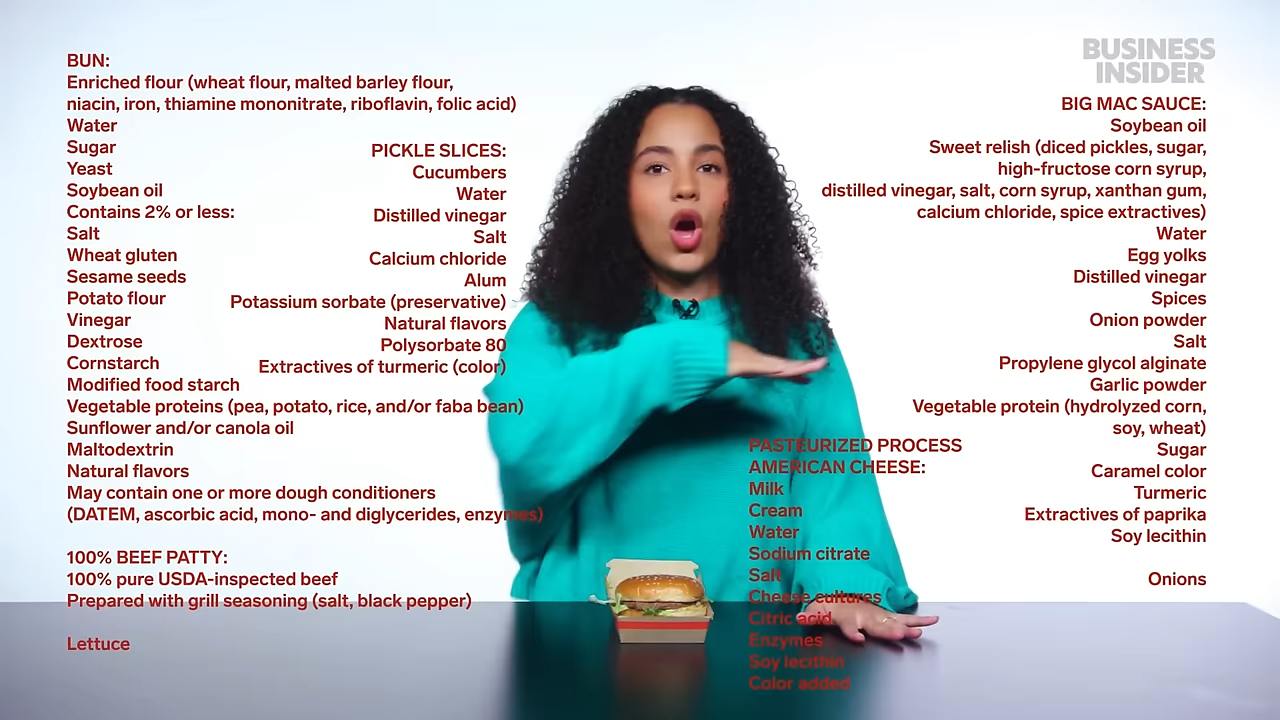 BUN:
Enriched flour (wheat flour, malted barley flour,
niacin, iron, thiamine mononitrate, riboflavin, folic acid)
Water
Sugar
Yeast
Soybean oil
Contains 2% or less:
Salt
Wheat gluten
Sesame seeds
Potato flour
Vinegar
Dextrose
Cornstarch
Modified food starch
Vegetable proteins (pea, potato, rice, and/or faba bean)
Sunflower and/or canola oil
Maltodextrin
Natural flavors
May contain one or more dough conditioners
(DATEM, ascorbic acid, mono- and diglycerides, enzymes)
100% BEEF PATTY:
100% pure USDA-inspected beef
Prepared with grill seasoning (salt, black pepper)
Lettuce
PICKLE SLICES:
Cucumbers
Water
Distilled vinegar
Salt
Calcium chloride
Alum
Potassium sorbate (preservative)
Natural flavors
Polysorbate 80
Extractives of turmeric (color)
PASTEURIZED PROCESS
AMERICAN CHEESE:
Milk
Cream
Water
Sodium citrate
Salt
Cheese cultures
Citric acid
Enzymes
Soy lecithin
Color added
BUSINESS
INSIDER
BIG MAC SAUCE:
Soybean oil
Sweet relish (diced pickles, sugar,
high-fructose corn syrup,
distilled vinegar, salt, corn syrup, xanthan gum,
calcium chloride, spice extractives)
Water
Egg yolks
Distilled vinegar
Spices
Onion powder
Salt
Propylene glycol alginate
Garlic powder
Vegetable protein (hydrolyzed corn,
soy, wheat)
Sugar
Caramel color
Turmeric
Extractives of paprika
Soy lecithin
Onions